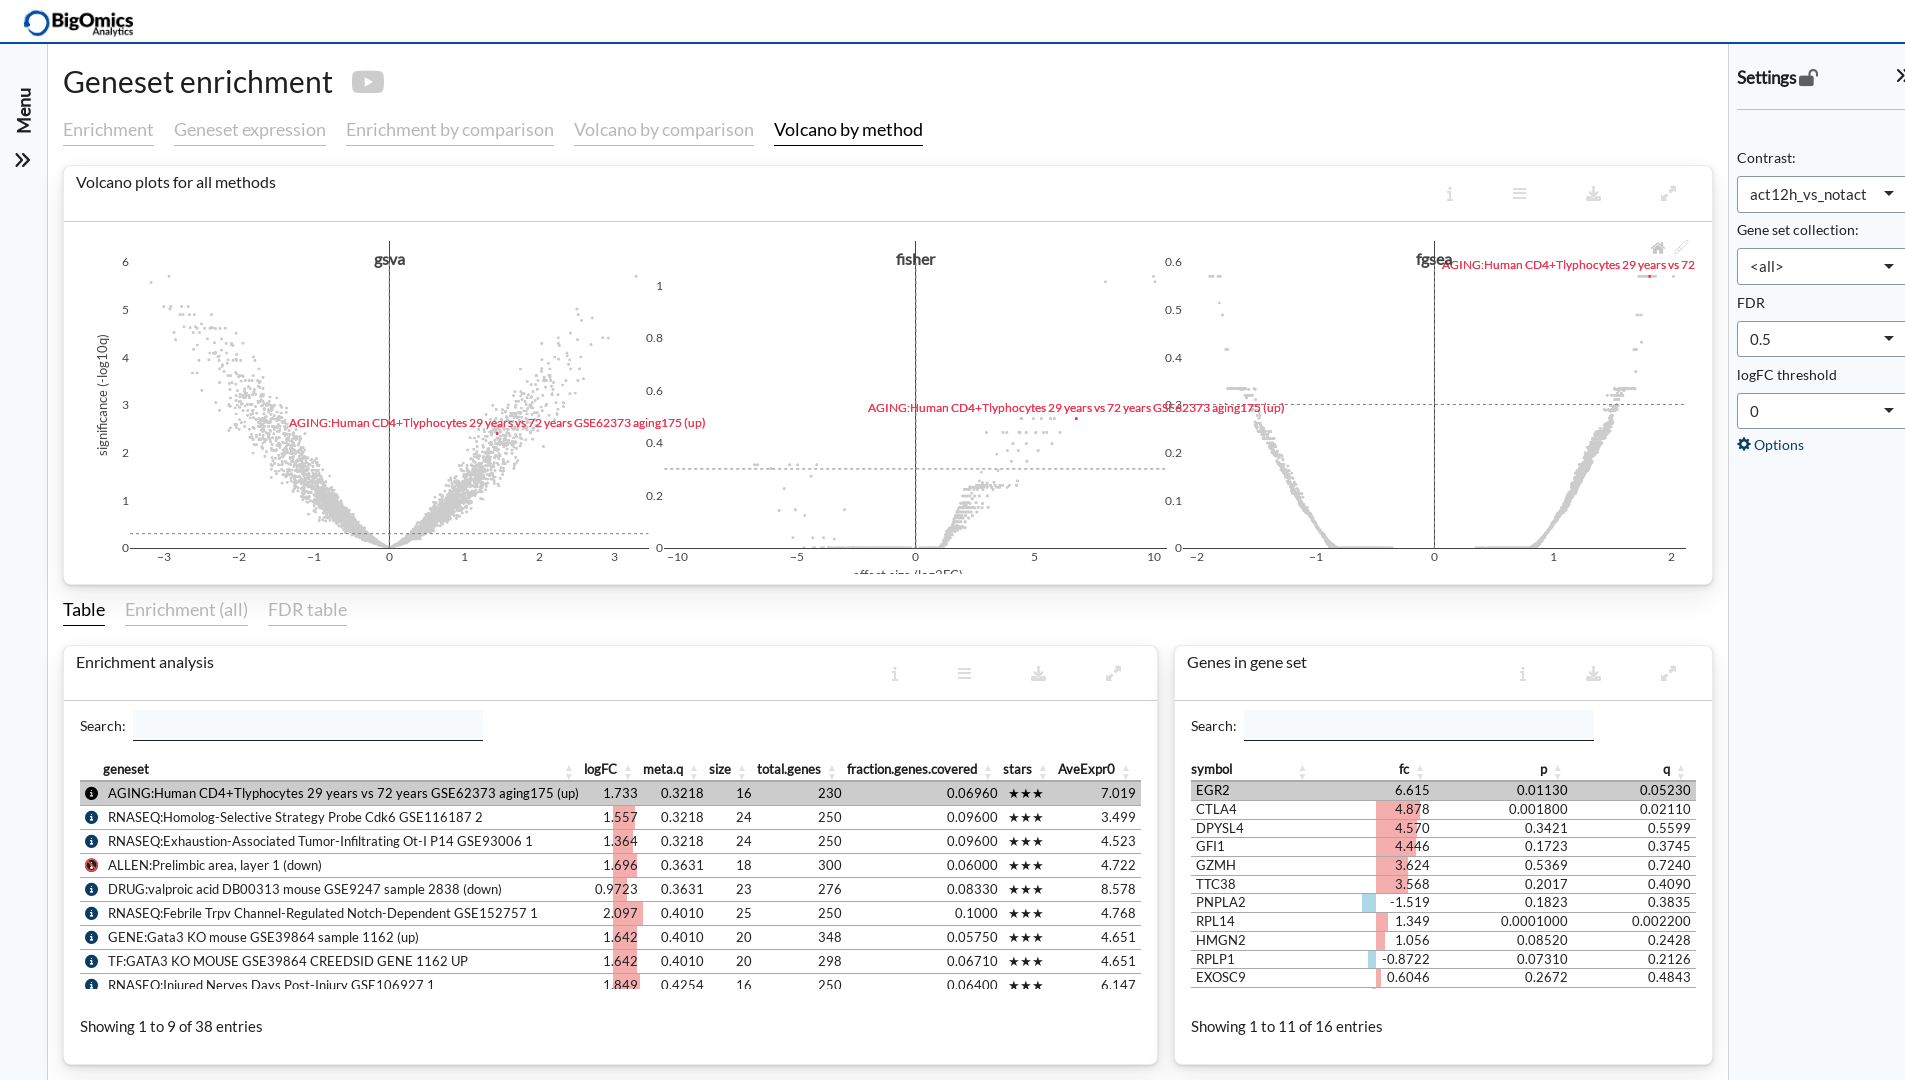 BigOmics
Analytics
Menu
Geneset enrichment
Enrichment Geneset expression Enrichment by comparison Volcano by comparison Volcano by method
Volcano plots for all methods
gsva
fisher
fgsea
significance (-log10q)
6
5
4
3
2
1
0
−3 −2 −1 0 1 2 3
AGING:Human CD4+Tlyphocytes 29 years vs 72 years GSE62373 aging175 (up)
1
0.8
0.6
0.4
0.2
0
−10 −5 0 5 10
AGING:Human CD4+Tlyphocytes 29 years vs 72 years GSE62373 aging175 (up)
effect size (log2FC)
0.6
0.5
0.4
0.3
0.2
0.1
0
−2 −1 0 1 2
AGING:Human CD4+Tlyphocytes 29 years vs 72
Table Enrichment (all) FDR table
Enrichment analysis
Search:
geneset logFC meta.q size total.genes fraction.genes.covered stars AveExpr0
AGING:Human CD4+Tlyphocytes 29 years vs 72 years GSE62373 aging175 (up) 1.733 0.3218 16 230 0.06960 ★★★ 7.019
RNASEQ:Homolog-Selective Strategy Probe Cdk6 GSE116187 2 1.557 0.3218 24 250 0.09600 ★★★ 3.499
RNASEQ:Exhaustion-Associated Tumor-Infiltrating Ot-I P14 GSE93006 1 1.364 0.3218 24 250 0.09600 ★★★ 4.523
ALLEN:Prelimbic area, layer 1 (down) 1.696 0.3631 18 300 0.06000 ★★★ 4.722
DRUG:valproic acid DB00313 mouse GSE9247 sample 2838 (down) 0.9723 0.3631 23 276 0.08330 ★★★ 8.578
RNASEQ:Febrile Trpv Channel-Regulated Notch-Dependent GSE152757 1 2.097 0.4010 25 250 0.1000 ★★★ 4.768
GENE:Gata3 KO mouse GSE39864 sample 1162 (up) 1.642 0.4010 20 348 0.05750 ★★★ 4.651
TF:GATA3 KO MOUSE GSE39864 CREEDSID GENE 1162 UP 1.642 0.4010 20 298 0.06710 ★★★ 4.651
RNASEQ:Injured Nerves Days Post-Injury GSE106927 1 1.849 0.4254 16 250 0.06400 ★★★ 6.147
Showing 1 to 9 of 38 entries
Genes in gene set
Search:
symbol fc p q
EGR2 6.615 0.01130 0.05230
CTLA4 4.878 0.001800 0.02110
DPYSL4 4.570 0.3421 0.5599
GFI1 4.446 0.1723 0.3745
GZMH 3.624 0.5369 0.7240
TTC38 3.568 0.2017 0.4090
PNPLA2 -1.519 0.1823 0.3835
RPL14 1.349 0.0001000 0.002200
HMGN2 1.056 0.08520 0.2428
RPLP1 -0.8722 0.07310 0.2126
EXOSC9 0.6046 0.2672 0.4843
Showing 1 to 11 of 16 entries
Settings
Contrast:
act12h_vs_notact
Gene set collection:
<all>
FDR
0.5
logFC threshold
0
Options